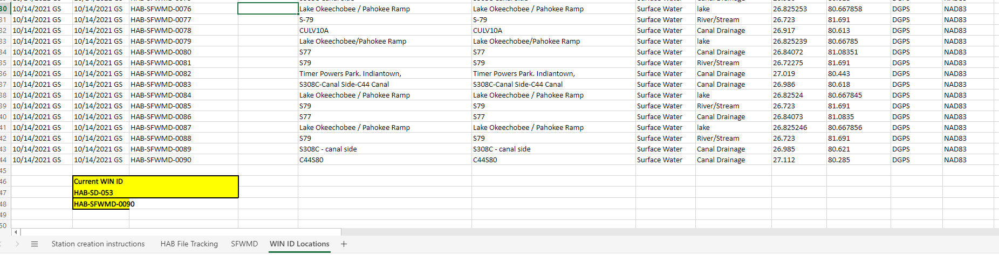 30 10/14/2021 GS 10/14/2021 GS HAB-SFWMD-0076 Lake Okeechobee / Pahokee Ramp Lake Okeechobee / Pahokee Ramp Surface Water lake 26.825253 80.667858 DGPS NAD83
31 10/14/2021 GS 10/14/2021 GS HAB-SFWMD-0077 S-79 S-79 Surface Water River/Stream 26.723 81.691 DGPS NAD83
32 10/14/2021 GS 10/14/2021 GS HAB-SFWMD-0078 CULV10A CULV10A Surface Water Canal Drainage 26.917 80.613 DGPS NAD83
33 10/14/2021 GS 10/14/2021 GS HAB-SFWMD-0079 Lake Okeechobee/Pahokee Ramp Lake Okeechobee/Pahokee Ramp Surface Water lake 26.825239 80.66785 DGPS NAD83
34 10/14/2021 GS 10/14/2021 GS HAB-SFWMD-0080 S77 S77 Surface Water Canal Drainage 26.84072 81.08351 DGPS NAD83
35 10/14/2021 GS 10/14/2021 GS HAB-SFWMD-0081 S79 S79 Surface Water River/Stream 26.72275 81.691 DGPS NAD83
36 10/14/2021 GS 10/14/2021 GS HAB-SFWMD-0082 Timer Powers Park. Indiantown, Timer Powers Park. Indiantown, Surface Water Canal Drainage 27.019 80.443 DGPS NAD83
37 10/14/2021 GS 10/14/2021 GS HAB-SFWMD-0083 S308C-Canal Side-C44 Canal S308C-Canal Side-C44 Canal Surface Water Canal Drainage 26.986 80.618 DGPS NAD83
38 10/14/2021 GS 10/14/2021 GS HAB-SFWMD-0084 Lake Okeechobee / Pahokee Ramp Lake Okeechobee / Pahokee Ramp Surface Water lake 26.82524 80.667845 DGPS NAD83
39 10/14/2021 GS 10/14/2021 GS HAB-SFWMD-0085 S79 S79 Surface Water River/Stream 26.723 81.691 DGPS NAD83
40 10/14/2021 GS 10/14/2021 GS HAB-SFWMD-0086 S77 S77 Surface Water Canal Drainage 26.84073 81.0835 DGPS NAD83
41 10/14/2021 GS 10/14/2021 GS HAB-SFWMD-0087 Lake Okeechobee / Pahokee Ramp Lake Okeechobee / Pahokee Ramp Surface Water lake 26.825246 80.667856 DGPS NAD83
42 10/14/2021 GS 10/14/2021 GS HAB-SFWMD-0088 S79 S79 Surface Water River/Stream 26.723 81.691 DGPS NAD83
43 10/14/2021 GS 10/14/2021 GS HAB-SFWMD-0089 S308C - canal side S308C - canal side Surface Water Canal Drainage 26.985 80.621 DGPS NAD83
44 10/14/2021 GS 10/14/2021 GS HAB-SFWMD-0090 C44S80 C44S80 Surface Water Canal Drainage 27.112 80.285 DGPS NAD83
45
46 Current WIN ID
47 HAB-SD-053
48 HAB-SFWMD-0090
49
50
Station creation instructions HAB File Tracking SFWMD WIN ID Locations